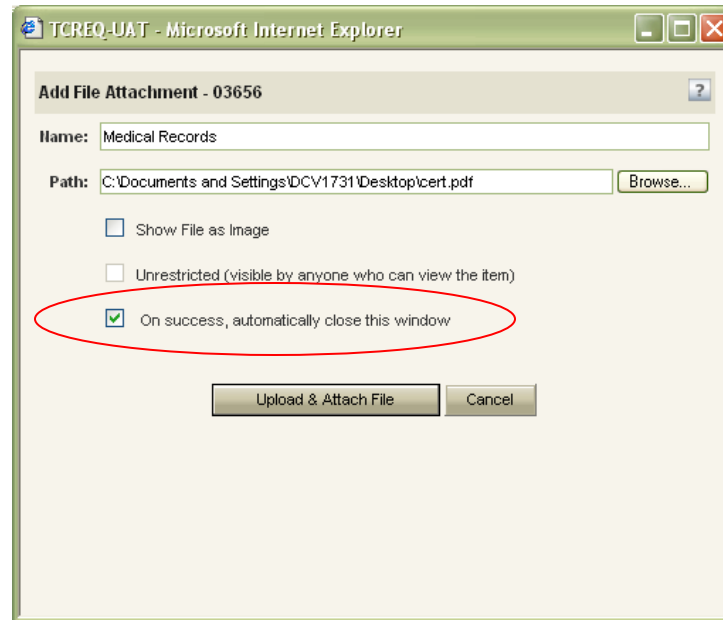 TCREQ-UAT - Microsoft Internet Explorer
Add File Attachment - 03656
?
Name: Medical Records
Path: C:\Documents and Settings\DCV1731\Desktop\cert.pdf Browse...
Show File as Image
Unrestricted (visible by anyone who can view the item)
On success, automatically close this window
Upload & Attach File Cancel